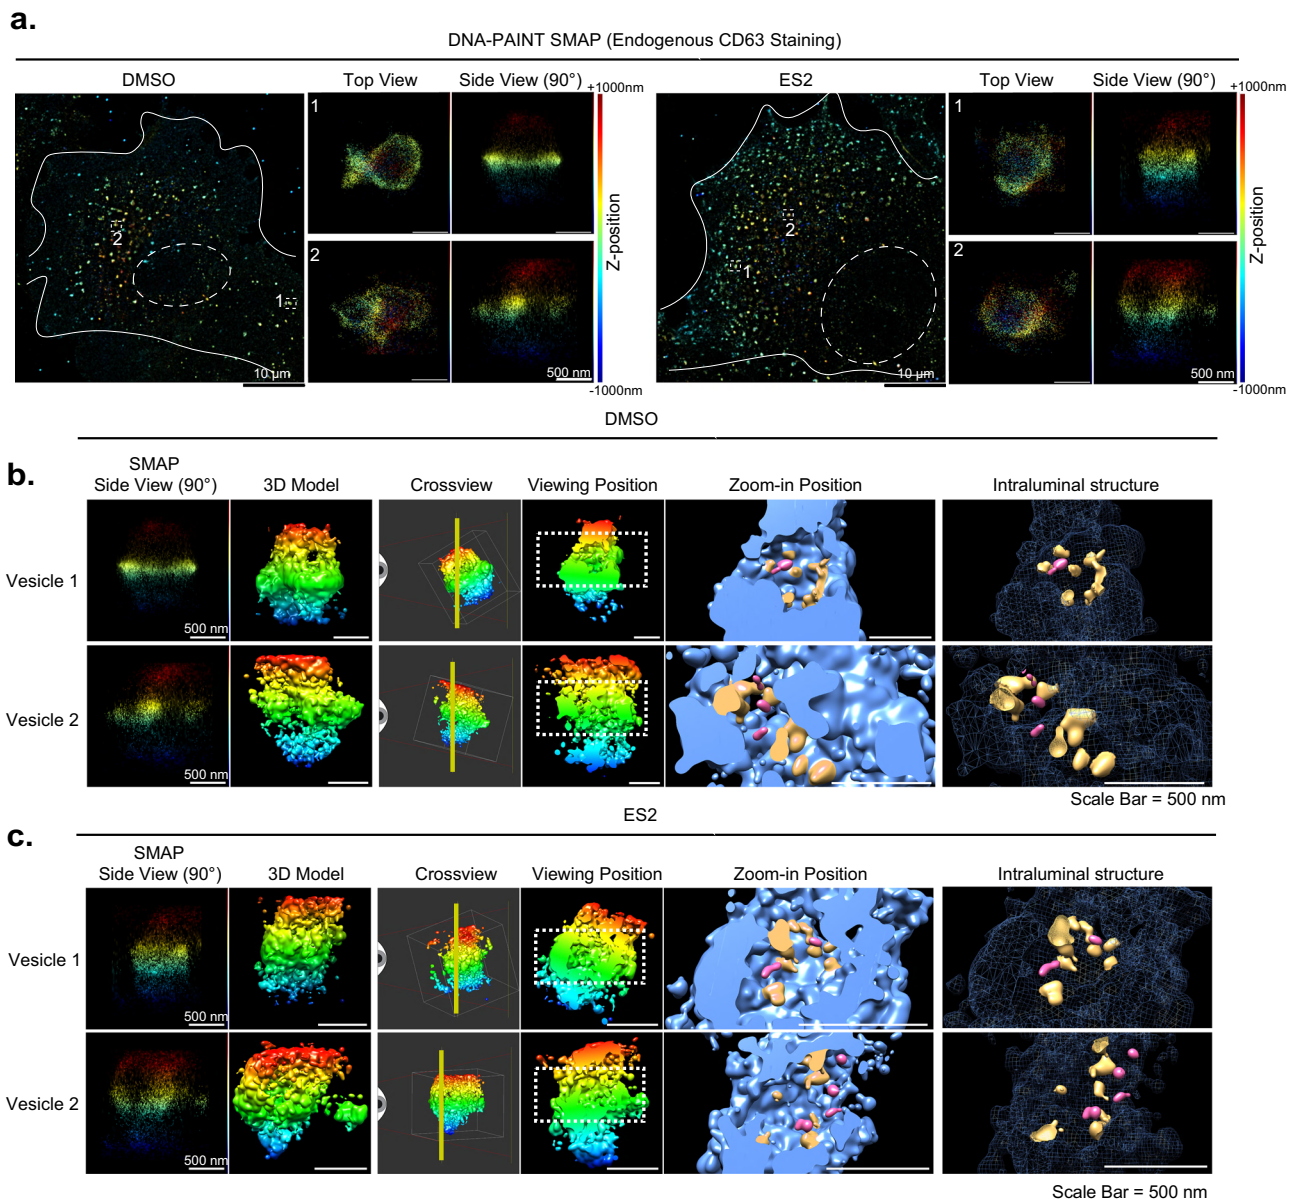 a.
DNA-PAINT SMAP (Endogenous CD63 Staining)
DMSO
Top View
Side View (90°)
+1000nm
ES2
Top View
Side View (90°)
+1000nm
1
2
1
10 µm
1
2
500 nm
Z-position
-1000nm
1
2
10 µm
1
2
500 nm
Z-position
-1000nm
DMSO
b.
SMAP
Side View (90°)
3D Model
Crossview
Viewing Position
Zoom-in Position
Intraluminal structure
Vesicle 1
500 nm
Vesicle 2
500 nm
Scale Bar = 500 nm
ES2
c.
SMAP
Side View (90°)
3D Model
Crossview
Viewing Position
Zoom-in Position
Intraluminal structure
Vesicle 1
500 nm
Vesicle 2
500 nm
Scale Bar = 500 nm